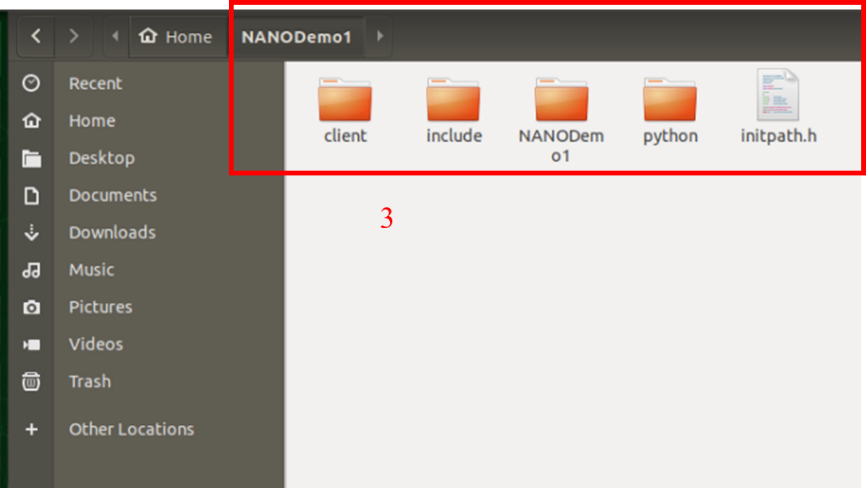 Home NANODemo1
Recent
Home
Desktop
Documents
Downloads
Music
Pictures
Videos
Trash
Other Locations
client include NANODem python initpath.h
o1
3